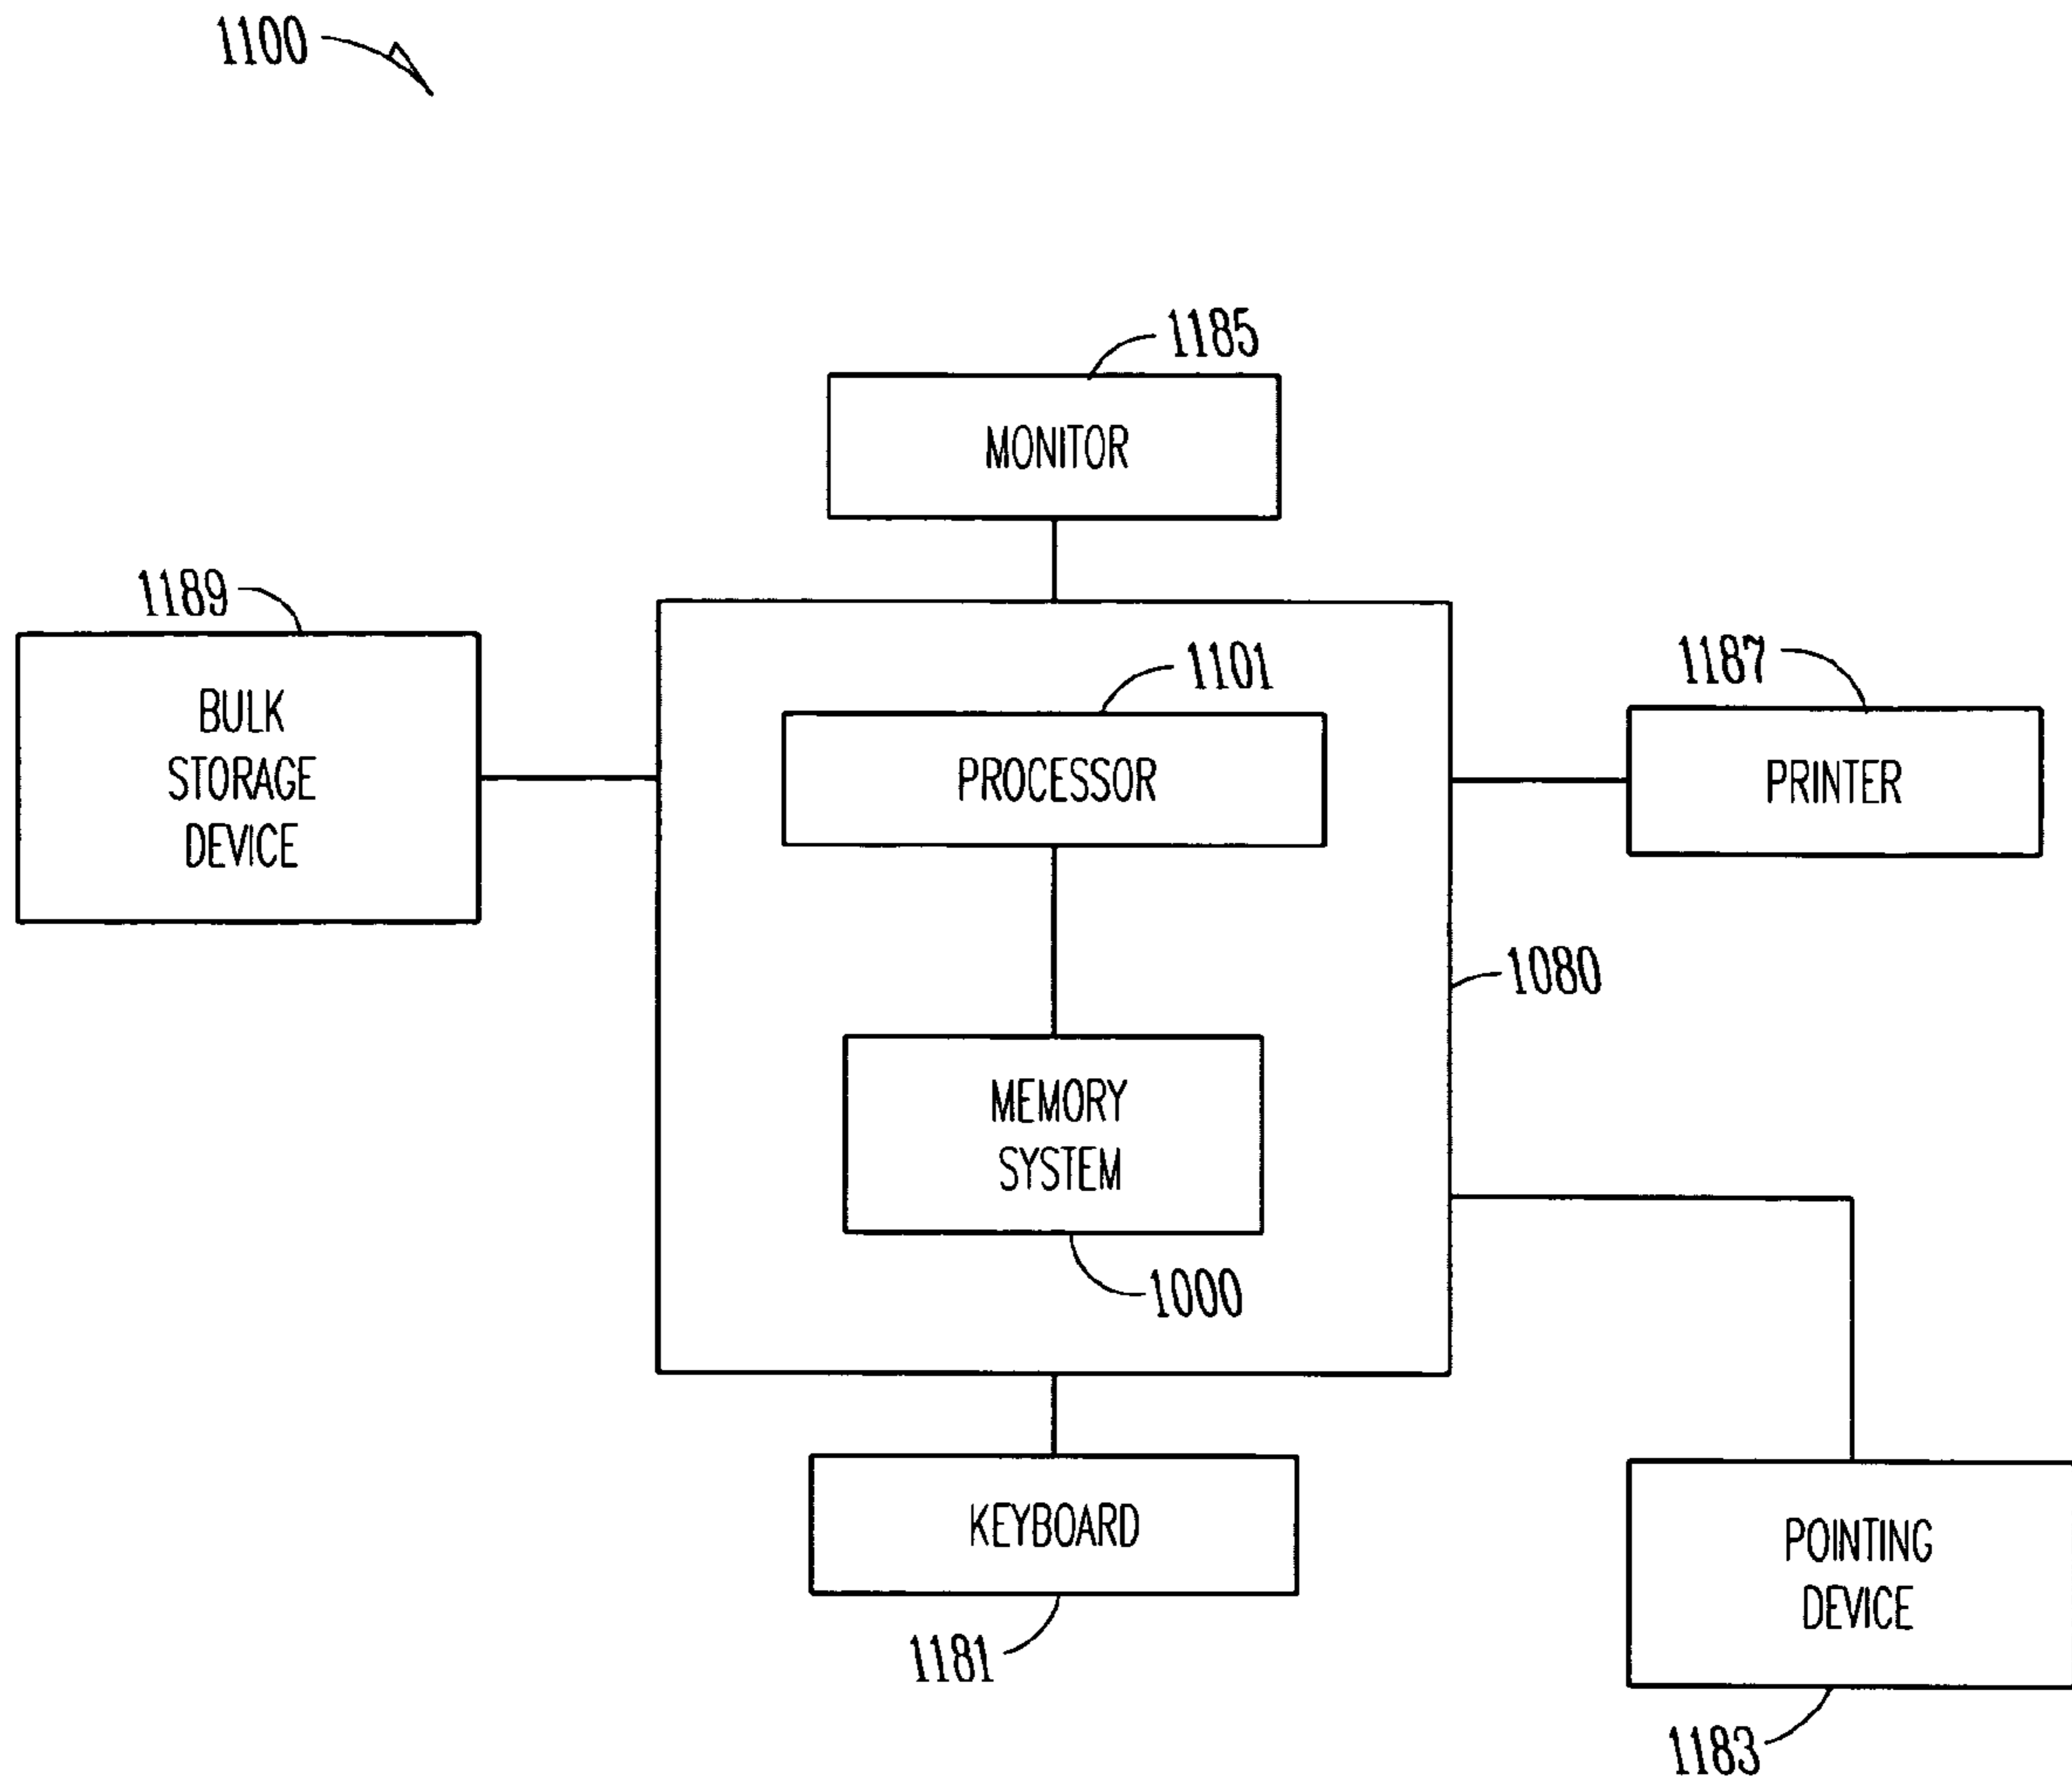 1100
1185
MONITOR
1189
BULK
STORAGE
DEVICE
1101
PROCESSOR
1187
PRINTER
1080
MEMORY
SYSTEM
1000
KEYBOARD
1181
POINTING
DEVICE
1183